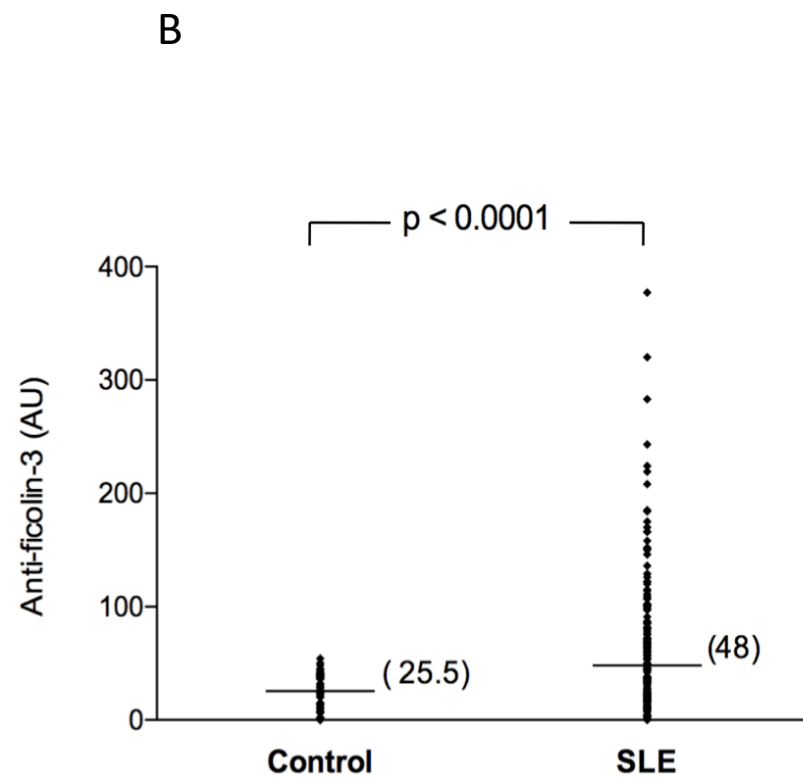 B
p < 0.0001
400
300
200
100
0
Anti-ficolin-3 (AU)
( 25.5)
(48)
Control
SLE